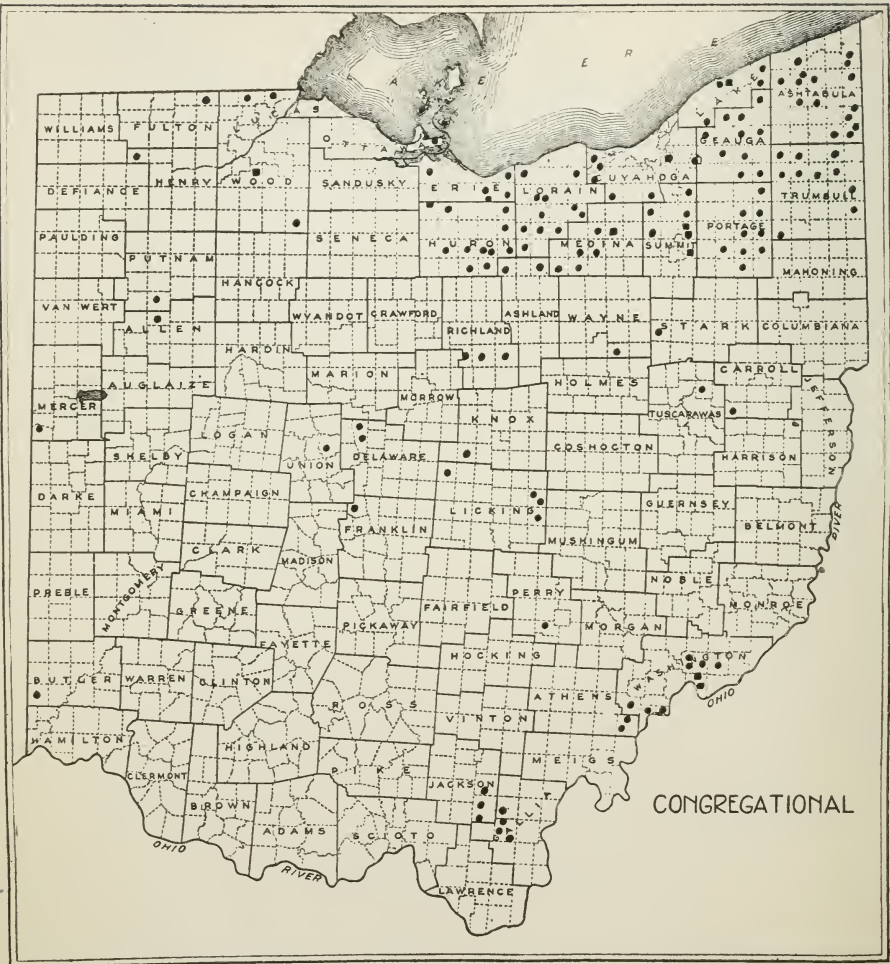 LAKE ERIE
WILLIAMS
FULTON
LUCAS
OTTAWA
LAKE
ASHTABULA
GEAUGA
DEFIANCE
HENRY
WOOD
SANDUSKY
ERIE
LORAIN
CUYAHOGA
TRUMBULL
PAULDING
PUTNAM
SENECA
HURON
MEDINA
SUMMIT
PORTAGE
MAHONING
HANCOCK
VAN WERT
ALLEN
WYANDOT
CRAWFORD
RICHLAND
ASHLAND
WAYNE
STARK
COLUMBIANA
HARDIN
MERCER
AUGLAIZE
MARION
MORROW
HOLMES
CARROLL
JEFFERSON
KNOX
TUSCARAWAS
LOGAN
UNION
DELAWARE
COSHOCTON
HARRISON
SHELBY
DARKE
MIAMI
CHAMPAIGN
LICKING
GUERNSEY
BELMONT
RIVER
FRANKLIN
MUSKINGUM
CLARK
MADISON
NOBLE
MONROE
PREBLE
MONTGOMERY
GREENE
FAIRFIELD
PERRY
PICKAWAY
MORGAN
FAYETTE
HOCKING
WASHINGTON
BUTLER
WARREN
CLINTON
ROSS
ATHENS
OHIO
VINTON
HAMILTON
HIGHLAND
MEIGS
CLERMONT
PIKE
JACKSON
BROWN
GALLIA
CONGREGATIONAL
ADAMS
SCIOTO
OHIO
RIVER
LAWRENCE